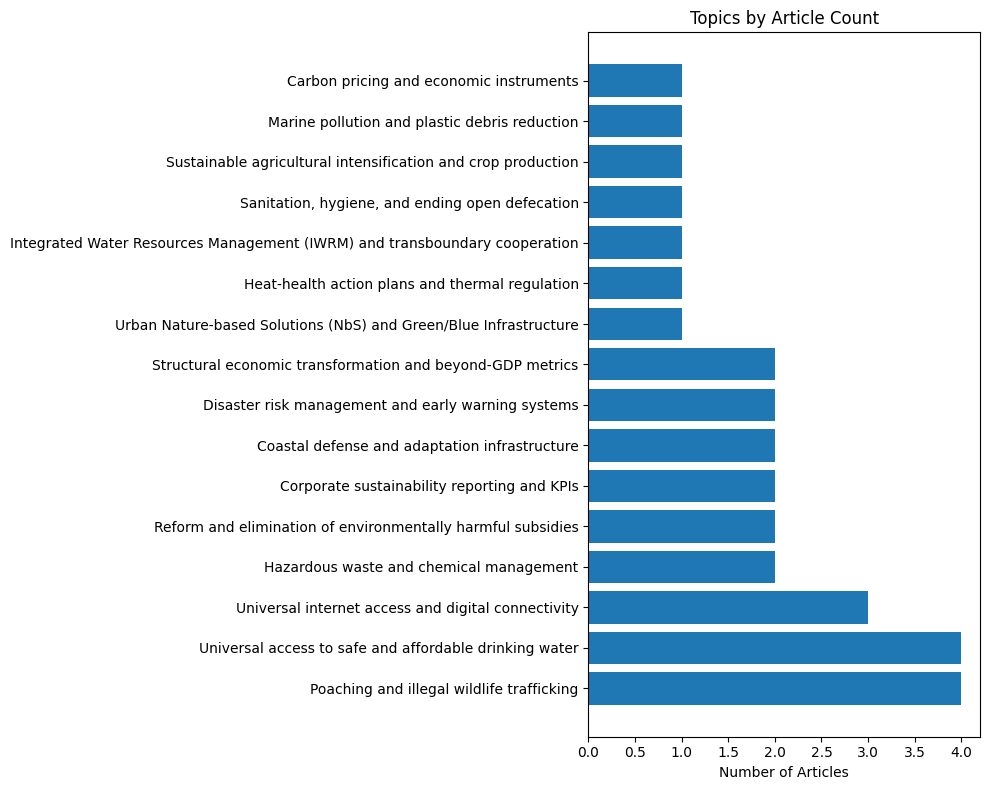 Topics by Article Count
Carbon pricing and economic instruments
Marine pollution and plastic debris reduction
Sustainable agricultural intensification and crop production
Sanitation, hygiene, and ending open defecation
Integrated Water Resources Management (IWRM) and transboundary cooperation
Heat-health action plans and thermal regulation
Urban Nature-based Solutions (NbS) and Green/Blue Infrastructure
Structural economic transformation and beyond-GDP metrics
Disaster risk management and early warning systems
Coastal defense and adaptation infrastructure
Corporate sustainability reporting and KPIs
Reform and elimination of environmentally harmful subsidies
Hazardous waste and chemical management
Universal internet access and digital connectivity
Universal access to safe and affordable drinking water
Poaching and illegal wildlife trafficking
0.0 0.5 1.0 1.5 2.0 2.5 3.0 3.5 4.0
Number of Articles